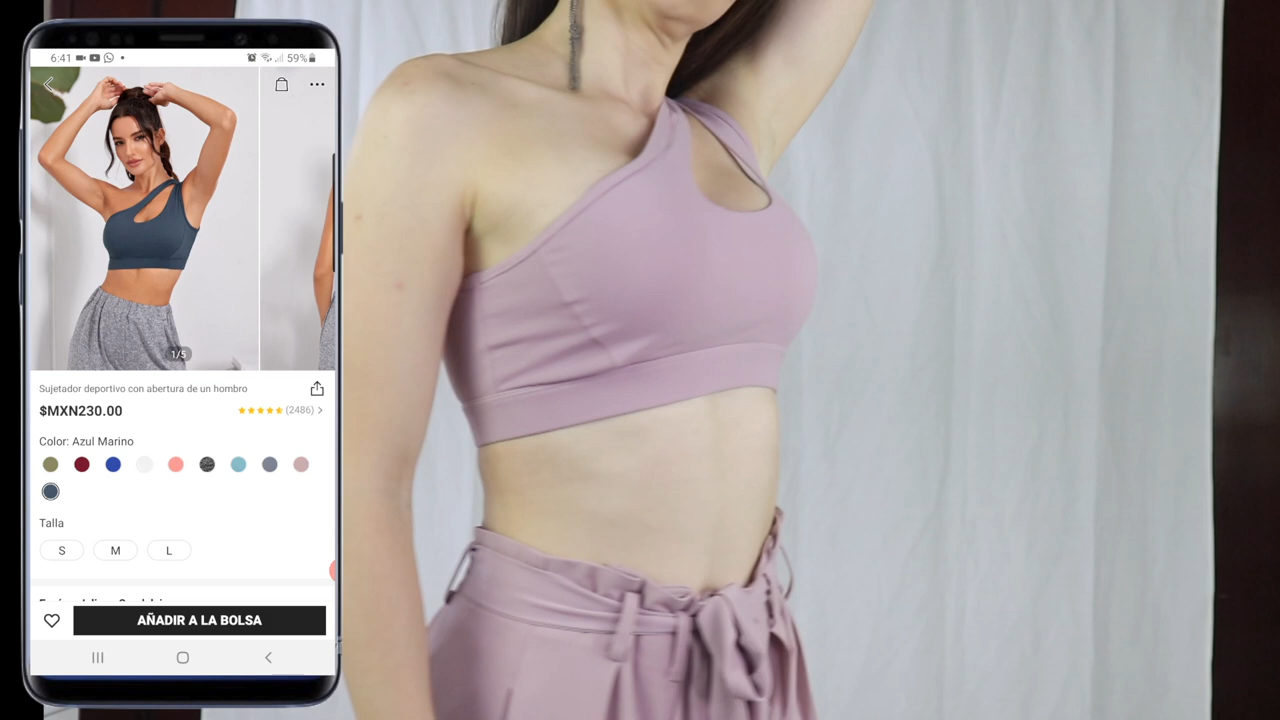 6:41
59%
1/5
Sujetador deportivo con abertura de un hombro
$MXN230.00
(2486)
Color: Azul Marino
Talla
S M L
AÑADIR A LA BOLSA